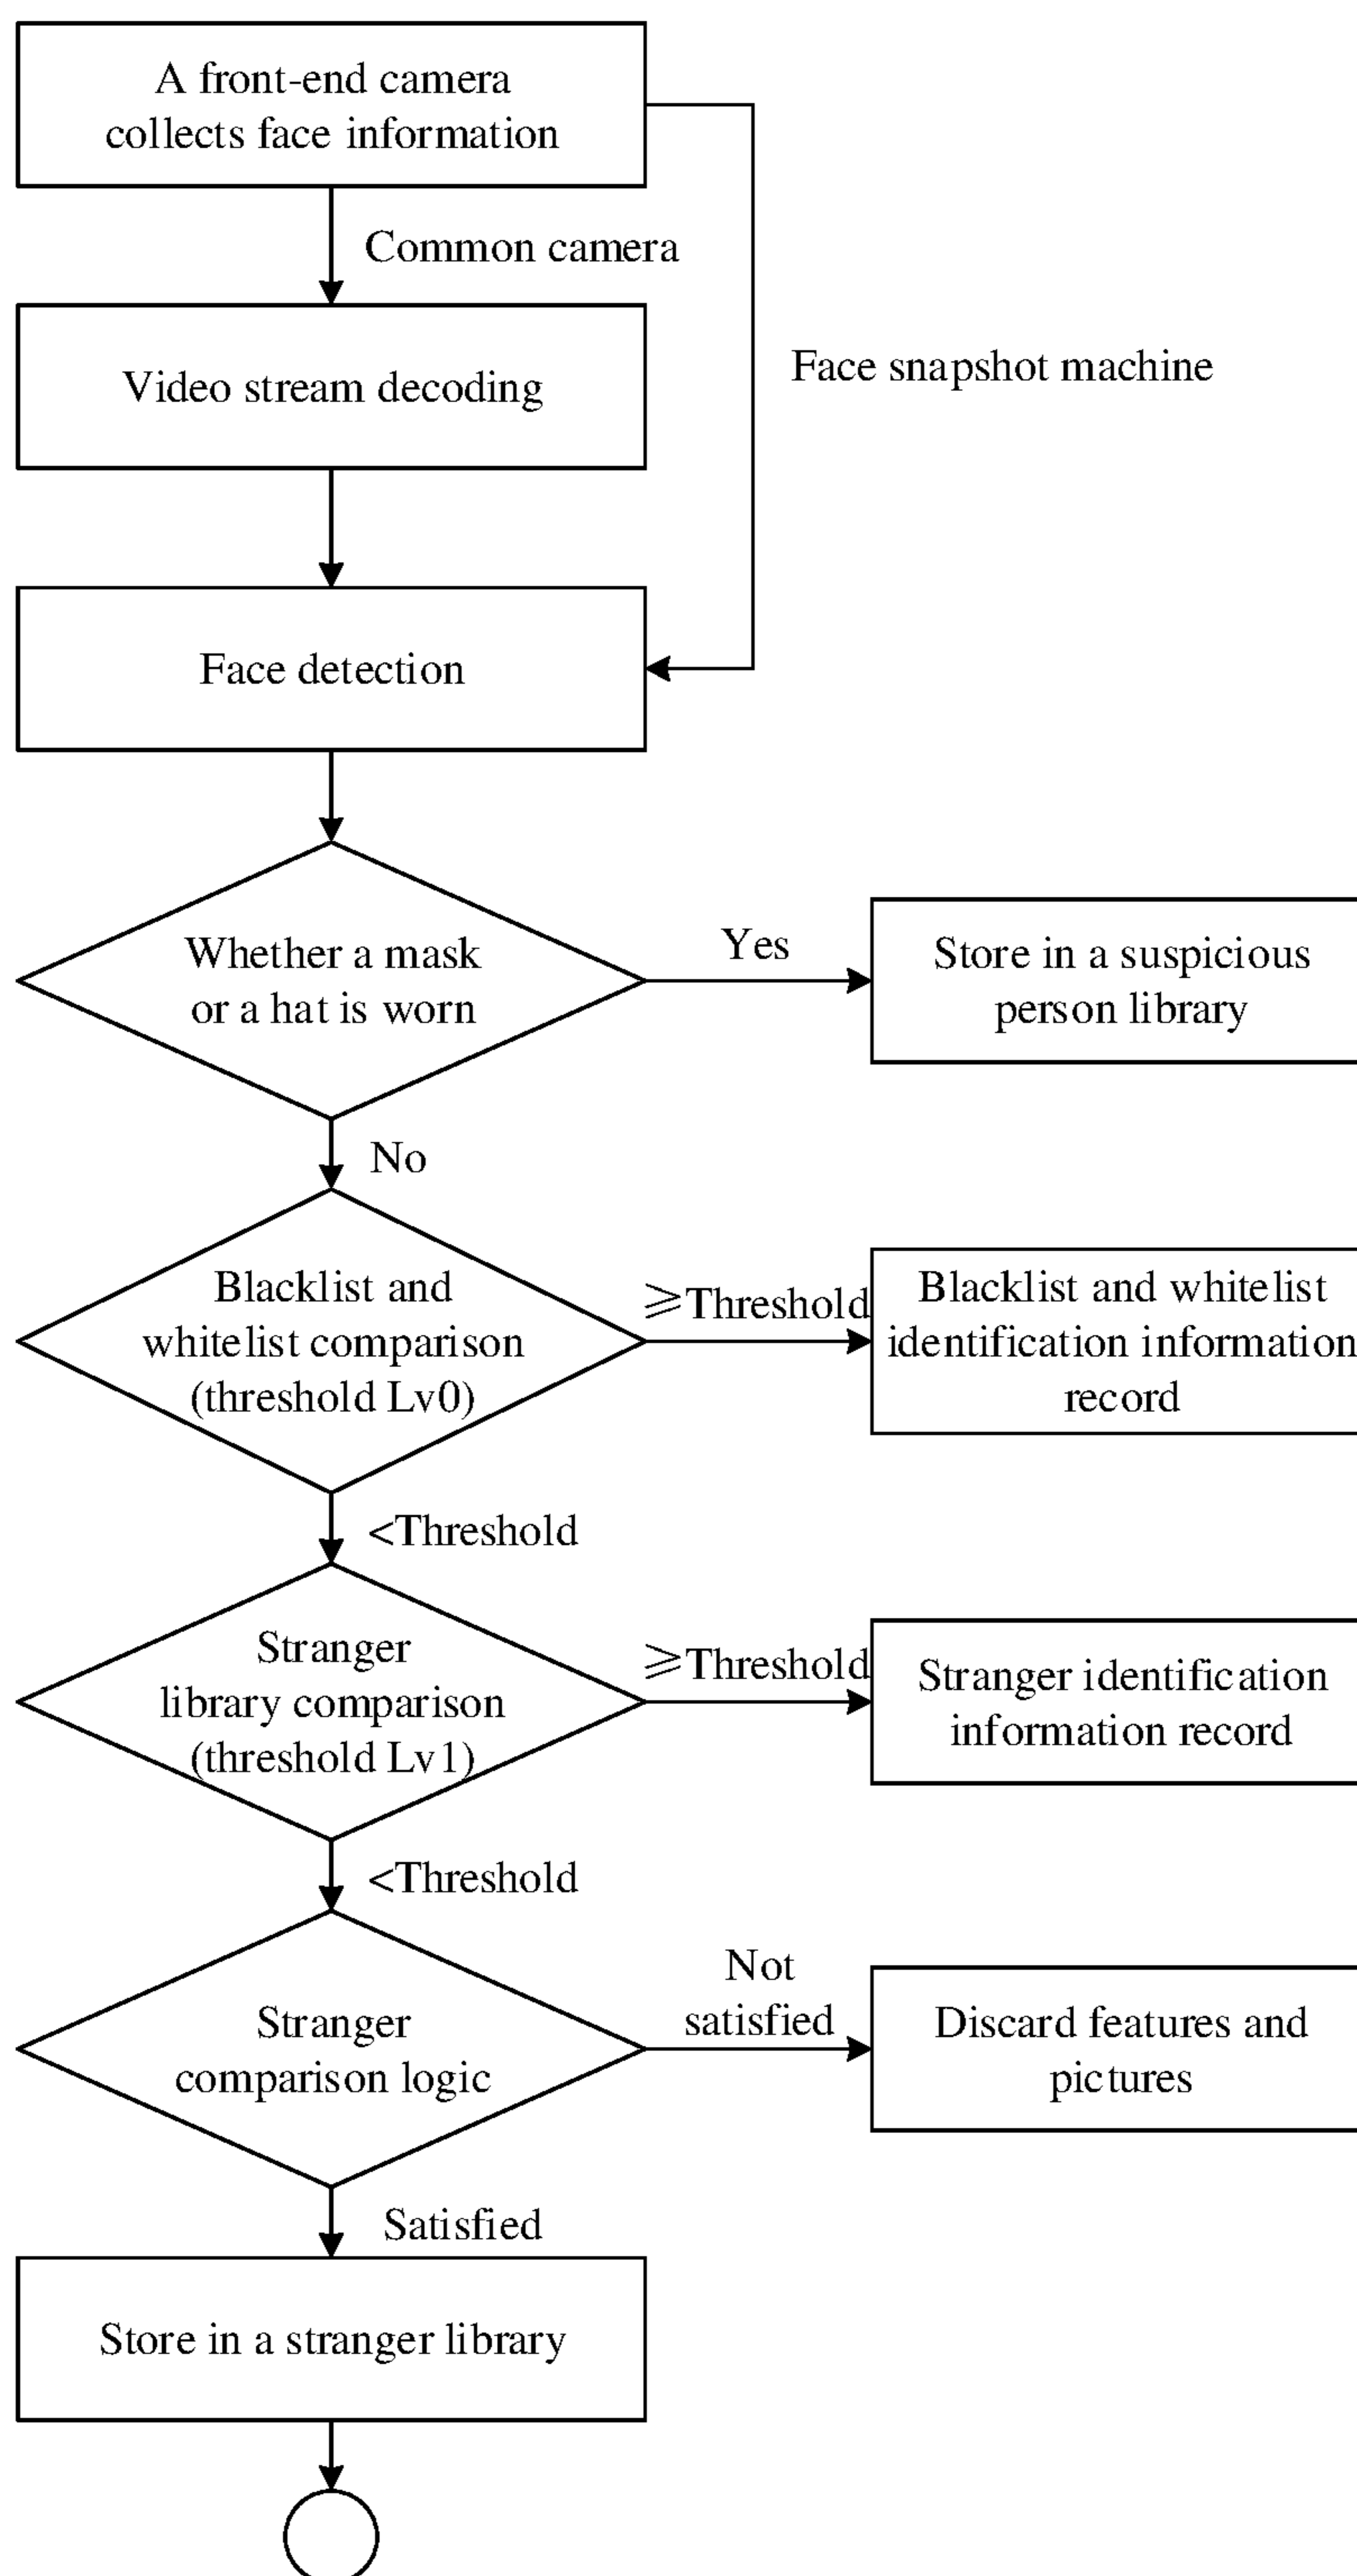 A front-end camera
collects face information
Common camera
Face snapshot machine
Video stream decoding
Face detection
Whether a mask
or a hat is worn
Yes
Store in a suspicious
person library
No
Blacklist and
whitelist comparison
(threshold Lv0)
≥Threshold
Blacklist and whitelist
identification information
record
<Threshold
Stranger
library comparison
(threshold Lv1)
≥Threshold
Stranger identification
information record
<Threshold
Stranger
comparison logic
Not
satisfied
Discard features and
pictures
Satisfied
Store in a stranger library